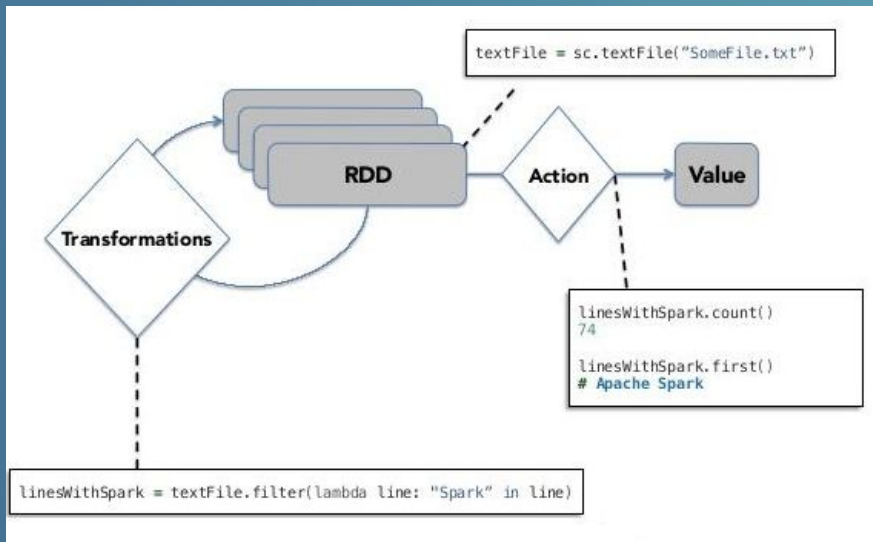 textFile = sc.textFile("SomeFile.txt")
RDD
Action
Value
Transformations
linesWithSpark.count()
74
linesWithSpark.first()
# Apache Spark
linesWithSpark = textFile.filter(lambda line: "Spark" in line)